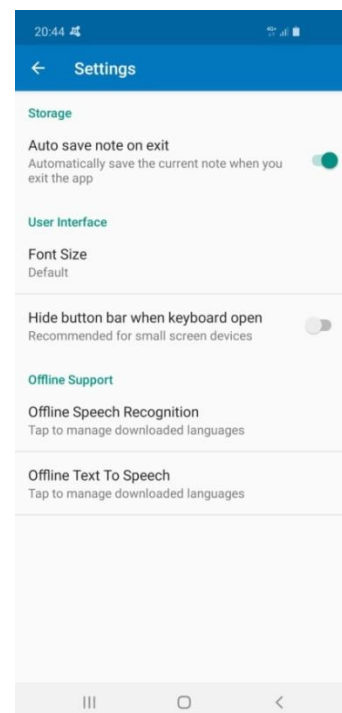 20:44
Settings
Storage
Auto save note on exit
Automatically save the current note when you
exit the app
User Interface
Font Size
Default
Hide button bar when keyboard open
Recommended for small screen devices
Offline Support
Offline Speech Recognition
Tap to manage downloaded languages
Offline Text To Speech
Tap to manage downloaded languages